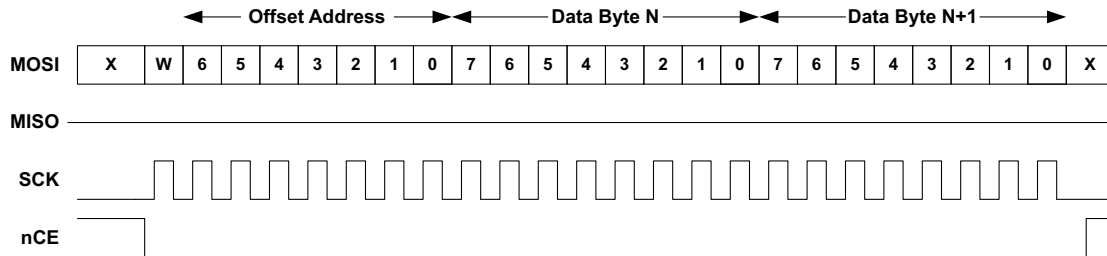 Offset Address Data Byte N Data Byte N+1
MOSI X W 6 5 4 3 2 1 0 7 6 5 4 3 2 1 0 7 6 5 4 3 2 1 0 X
MISO
SCK
nCE